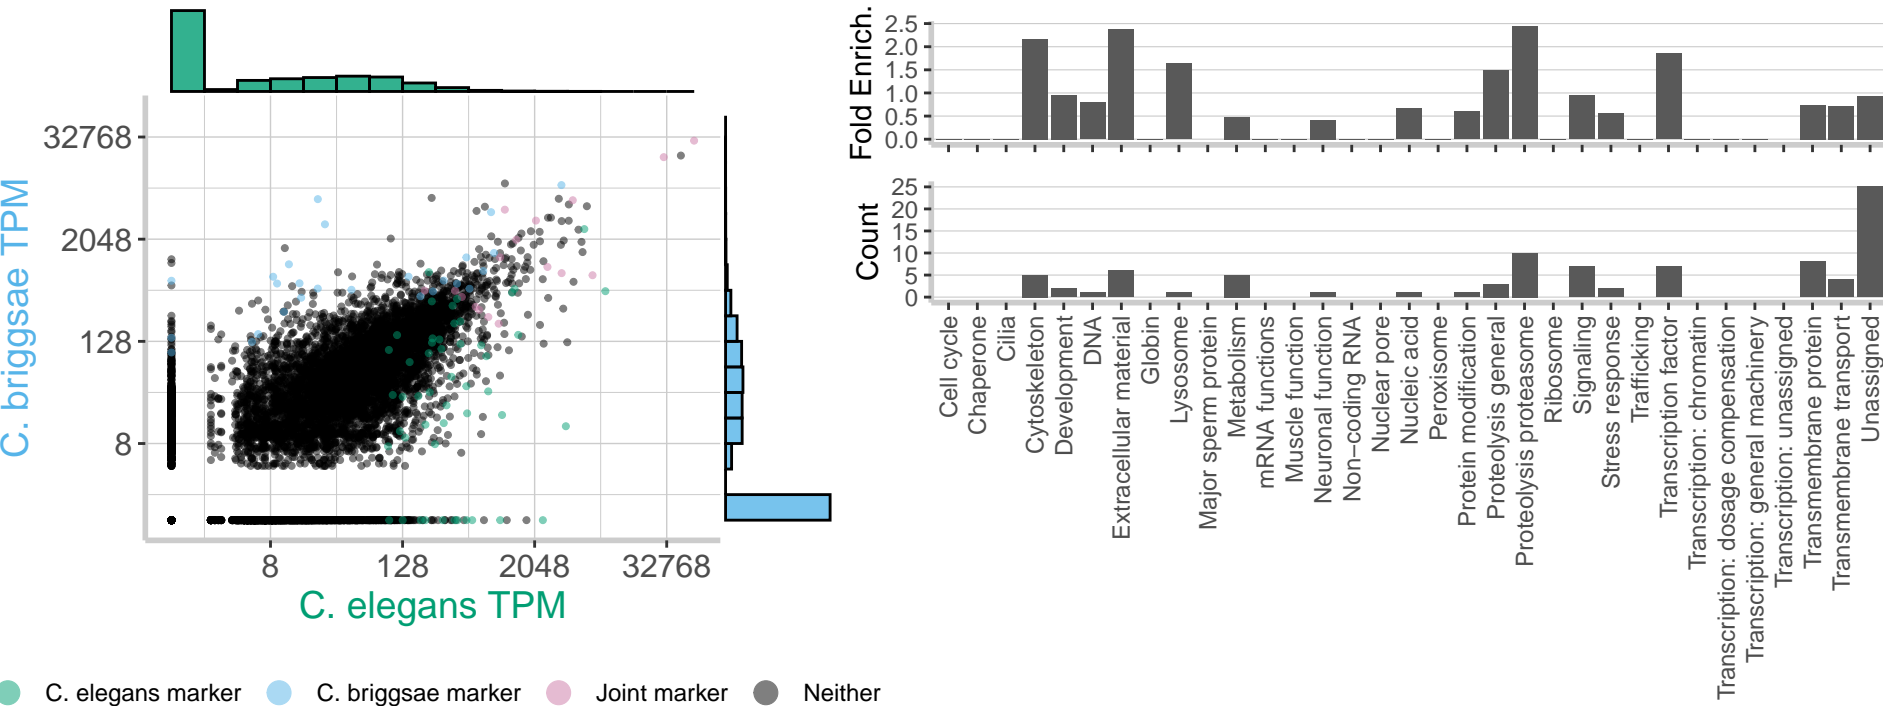 C. briggsae TPM
32768
2048
128
8
8
128
2048
32768
C. elegans TPM
C. elegans marker
C. briggsae marker
Joint marker
Neither
Fold Enrich.
2.5
2.0
1.5
1.0
0.5
0.0
Count
25
20
15
10
5
0
Cell cycle
Chaperone
Cilia
Cytoskeleton
Development
DNA
Extracellular material
Globin
Lysosome
Major sperm protein
Metabolism
mRNA functions
Muscle function
Neuronal function
Non−coding RNA
Nuclear pore
Nucleic acid
Peroxisome
Protein modification
Proteolysis general
Proteolysis proteasome
Ribosome
Signaling
Stress response
Trafficking
Transcription factor
Transcription: chromatin
Transcription: dosage compensation
Transcription: general machinery
Transcription: unassigned
Transmembrane protein
Transmembrane transport
Unassigned